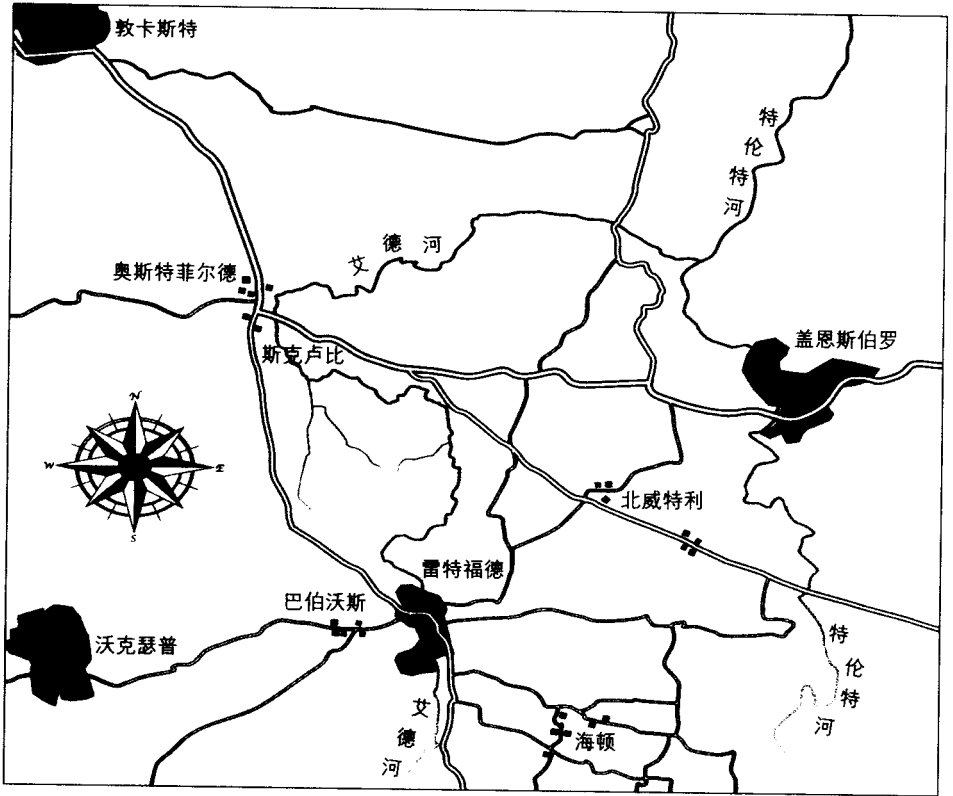 敦卡斯特
特伦特河
艾德河
奥斯特菲尔德
斯克卢比
盖恩斯伯罗
N
W
E
S
北威特利
雷特福德
巴伯沃斯
沃克瑟普
特伦特河
艾德河
海顿